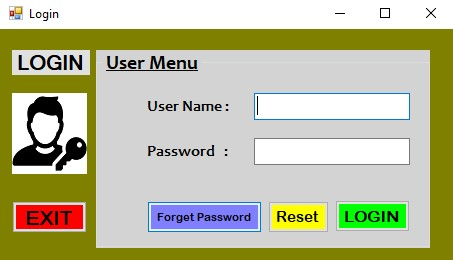 Login
LOGIN
User Menu
User Name :
Password :
EXIT
Forget Password
Reset
LOGIN